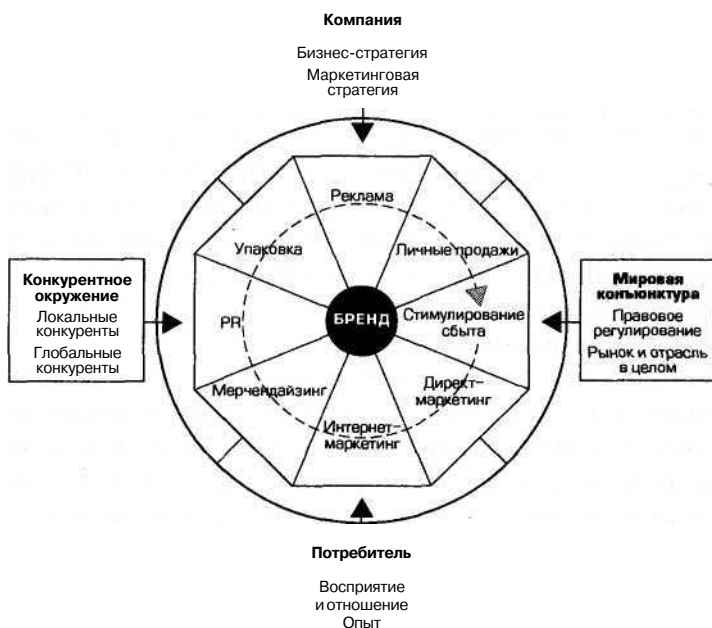 Компания
Бизнес-стратегия
Маркетинговая
стратегия
Реклама
Упаковка
Личные продажи
Конкурентное
окружение
Локальные
конкуренты
Глобальные
конкуренты
PR
БРЕНД
Стимулирование
сбыта
Мировая
конъюнктура
Правовое
регулирование
Рынок и отрасль
в целом
Мерчендайзинг
Директ-
маркетинг
Интернет-
маркетинг
Потребитель
Восприятие
и отношение
Опыт